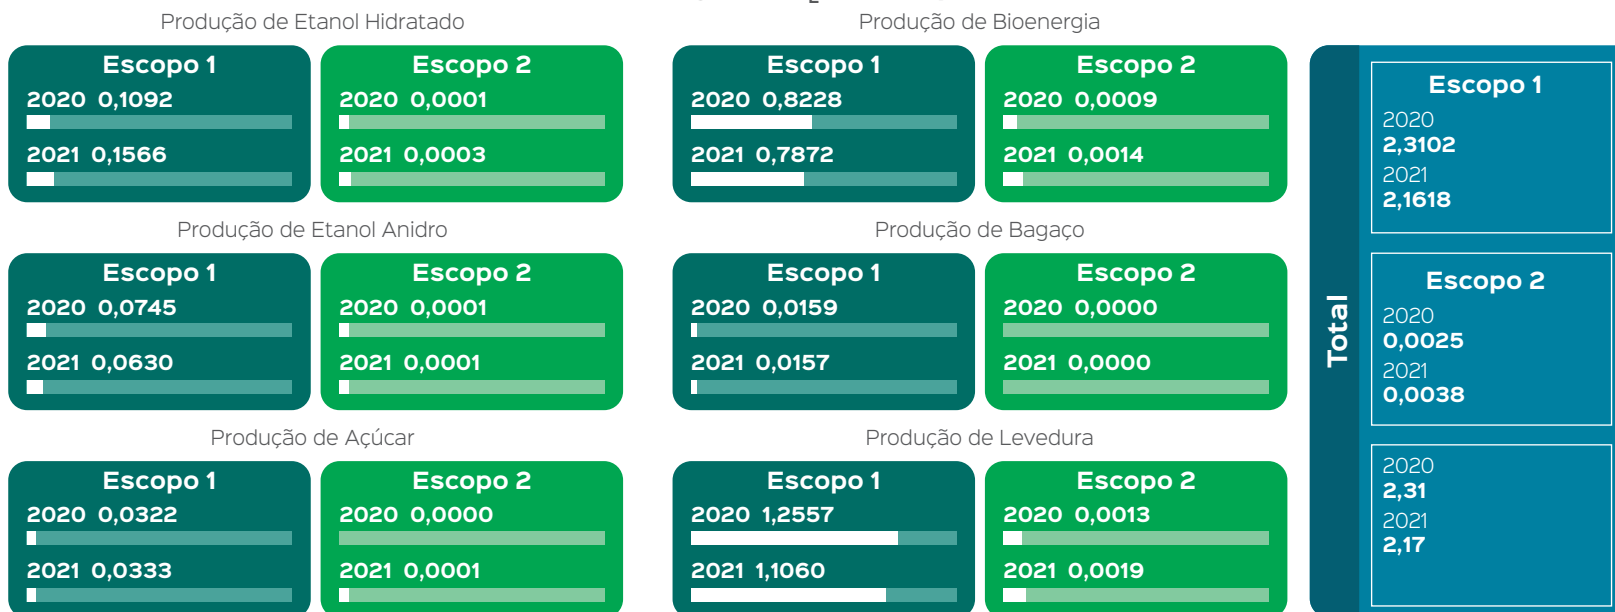 Produção de Etanol Hidratado
Escopo 1
2020 0,1092
2021 0,1566
Escopo 2
2020 0,0001
2021 0,0003
Produção de Bioenergia
Escopo 1
2020 0,8228
2021 0,7872
Escopo 2
2020 0,0009
2021 0,0014
Produção de Etanol Anidro
Escopo 1
2020 0,0745
2021 0,0630
Escopo 2
2020 0,0001
2021 0,0001
Produção de Bagaço
Escopo 1
2020 0,0159
2021 0,0157
Escopo 2
2020 0,0000
2021 0,0000
Produção de Açúcar
Escopo 1
2020 0,0322
2021 0,0333
Escopo 2
2020 0,0000
2021 0,0001
Produção de Levedura
Escopo 1
2020 1,2557
2021 1,1060
Escopo 2
2020 0,0013
2021 0,0019
Total
Escopo 1
2020
2,3102
2021
2,1618
Escopo 2
2020
0,0025
2021
0,0038
2020
2,31
2021
2,17